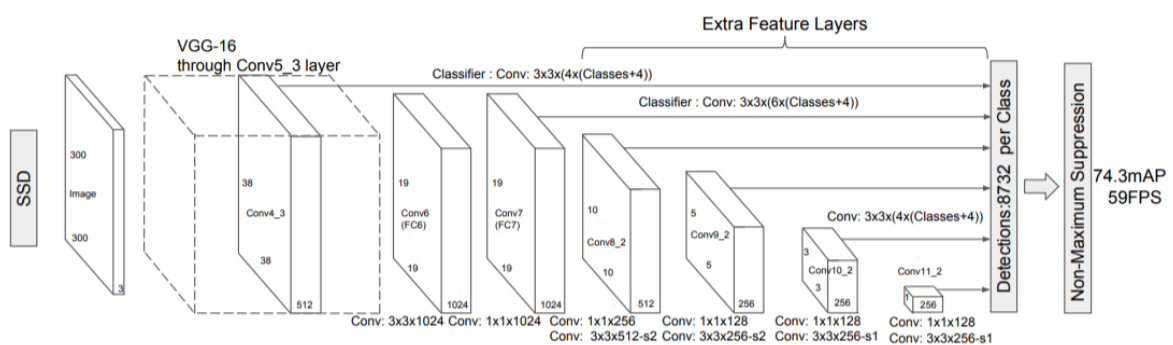 Extra Feature Layers
VGG-16
through Conv5_3 layer
Classifier : Conv: 3x3x(4x(Classes+4))
Classifier : Conv: 3x3x(6x(Classes+4))
SSD
300
Image
300
3
38
Conv4_3
38
512
19
Conv6
(FC6)
19
1024
19
Conv7
(FC7)
19
1024
10
Conv8_2
10
512
5
Conv9_2
5
256
Conv: 3x3x(4x(Classes+4))
3
Conv10_2
3
256
Conv11_2
1
256
Detections:8732 per Class
Non-Maximum Suppression
74.3mAP
59FPS
Conv: 3x3x1024
Conv: 1x1x1024
Conv: 1x1x256
Conv: 3x3x512-s2
Conv: 1x1x128
Conv: 3x3x256-s2
Conv: 1x1x128
Conv: 3x3x256-s1
Conv: 1x1x128
Conv: 3x3x256-s1